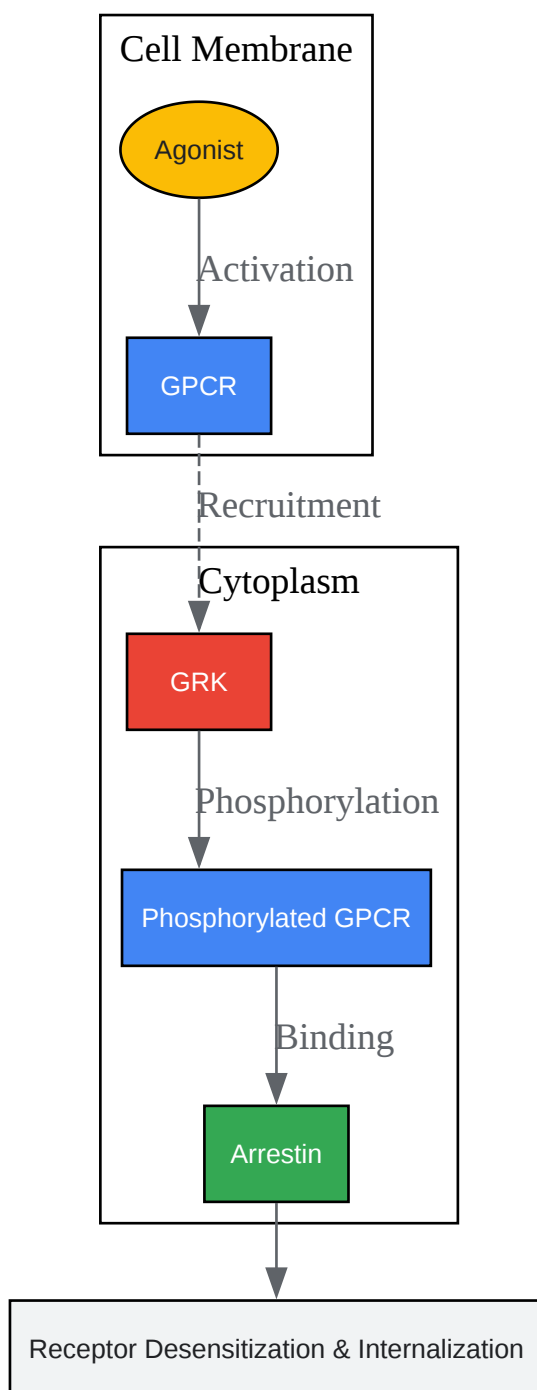 Cell Membrane
Agonist
Activation
GPCR
Recruitment
Cytoplasm
GRK
Phosphorylation
Phosphorylated GPCR
Binding
Arrestin
Receptor Desensitization & Internalization